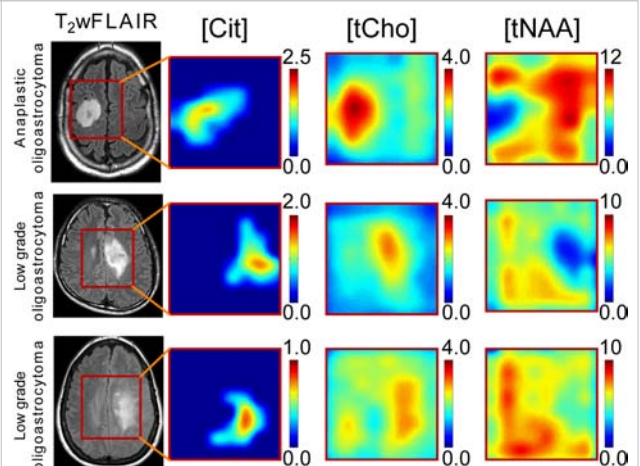 T2wFLAIR [Cit] [tCho] [tNAA]
Anaplastic
oligoastrocytoma
2.5 4.0 12
0.0 0.0 0.0
Low grade
oligoastrocytoma
2.0 4.0 10
0.0 0.0 0.0
Low grade
oligoastrocytoma
1.0 4.0 10
0.0 0.0 0.0